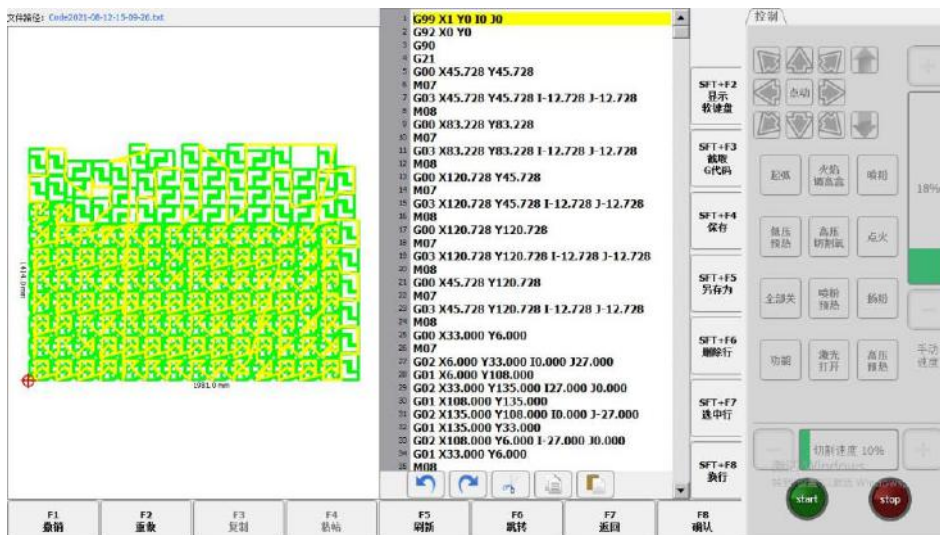 文件路径: Code2021-08-12-15-09-26.txt
1414.0mm
1981.0 mm
1 G99 X1 Y0 I0 J0
2 G92 X0 Y0
3 G90
4 G21
5 G00 X45.728 Y45.728
6 M07
7 G03 X45.728 Y45.728 I-12.728 J-12.728
8 M08
9 G00 X83.228 Y83.228
10 M07
11 G03 X83.228 Y83.228 I-12.728 J-12.728
12 M08
13 G00 X120.728 Y45.728
14 M07
15 G03 X120.728 Y45.728 I-12.728 J-12.728
16 M08
17 G00 X120.728 Y120.728
18 M07
19 G03 X120.728 Y120.728 I-12.728 J-12.728
20 M08
21 G00 X45.728 Y120.728
22 M07
23 G03 X45.728 Y120.728 I-12.728 J-12.728
24 M08
25 G00 X33.000 Y6.000
26 M07
27 G02 X6.000 Y33.000 I0.000 J27.000
28 G01 X6.000 Y108.000
29 G02 X33.000 Y135.000 I27.000 J0.000
30 G01 X108.000 Y135.000
31 G02 X135.000 Y108.000 I0.000 J-27.000
32 G01 X135.000 Y33.000
33 G02 X108.000 Y6.000 I-27.000 J0.000
34 G01 X33.000 Y6.000
35 M08
SFT+F2
显示
软键盘
SFT+F3
截取
G代码
SFT+F4
保存
SFT+F5
另存为
SFT+F6
删除行
SFT+F7
选中行
SFT+F8
换行
控制
点动
起弧
火焰
调高盒
喷粉
低压
预热
高压
切割氧
点火
全部关
喷粉
预热
扬粉
功能
激光
打开
高压
预热
18%
手动
速度
切割速度 10%
start
stop
F1
撤销
F2
重做
F3
复制
F4
粘帖
F5
刷新
F6
跳转
F7
返回
F8
确认